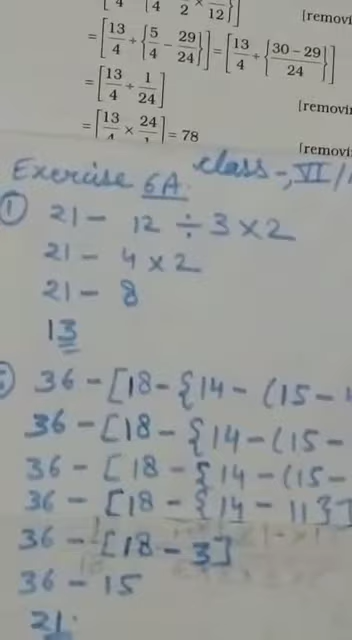 [removin
= [13/4 ÷ {5/4 − 29/24}] = [13/4 ÷ {30 − 29/24}]
= [13/4 ÷ 1/24]
[removi
= [13/4 × 24/1] = 78
[removi
Exercise 6A. class-, VI/
① 21 - 12 ÷ 3 × 2
21 - 4 × 2
21 - 8
13
36 - [18 - {14 - (15 -
36 - [18 - {14 - (15 -
36 - [18 - {14 - (15 -
36 - [18 - {14 - 11}]
36 - [18 - 3]
36 - 15
21.